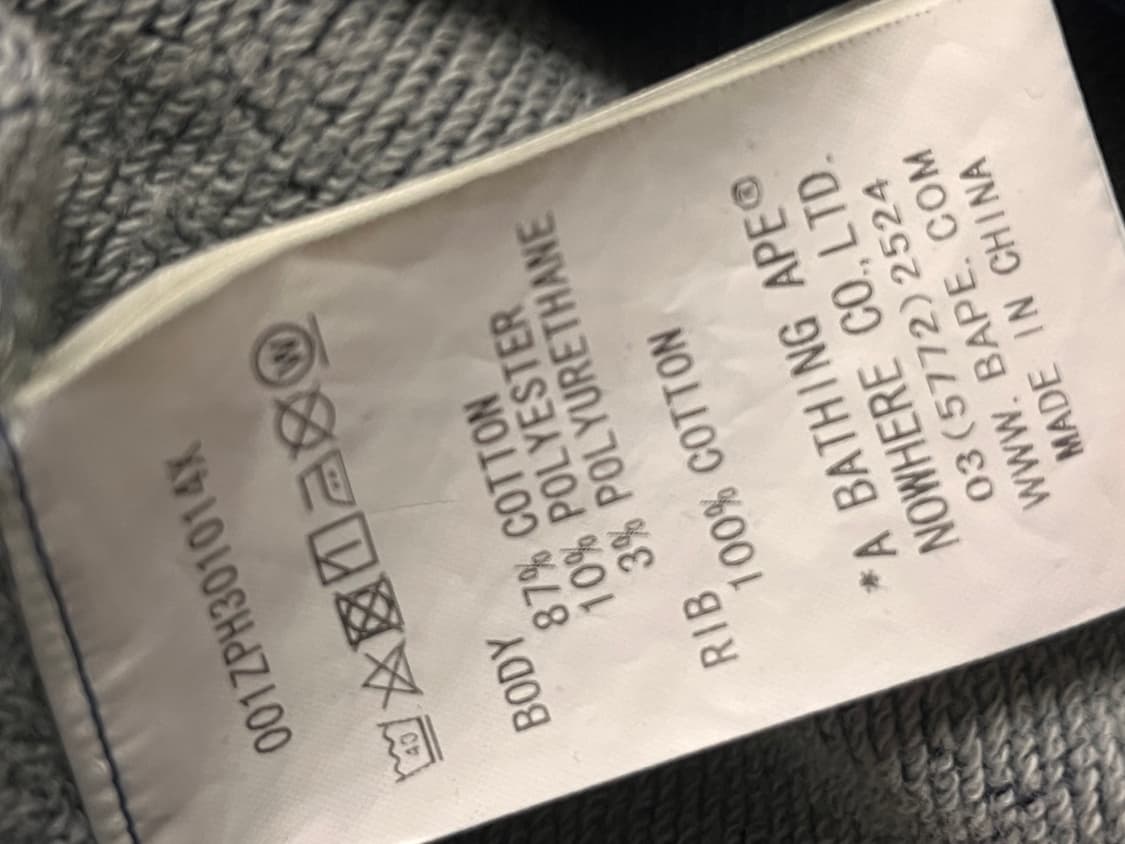 001ZPH301014X
40 W
BODY
87% COTTON
10% POLYESTER
3% POLYURETHANE
RIB
100% COTTON
*A BATHING APE®
NOWHERE CO.,LTD.
03(5772)2524
WWW. BAPE. COM
MADE IN CHINA